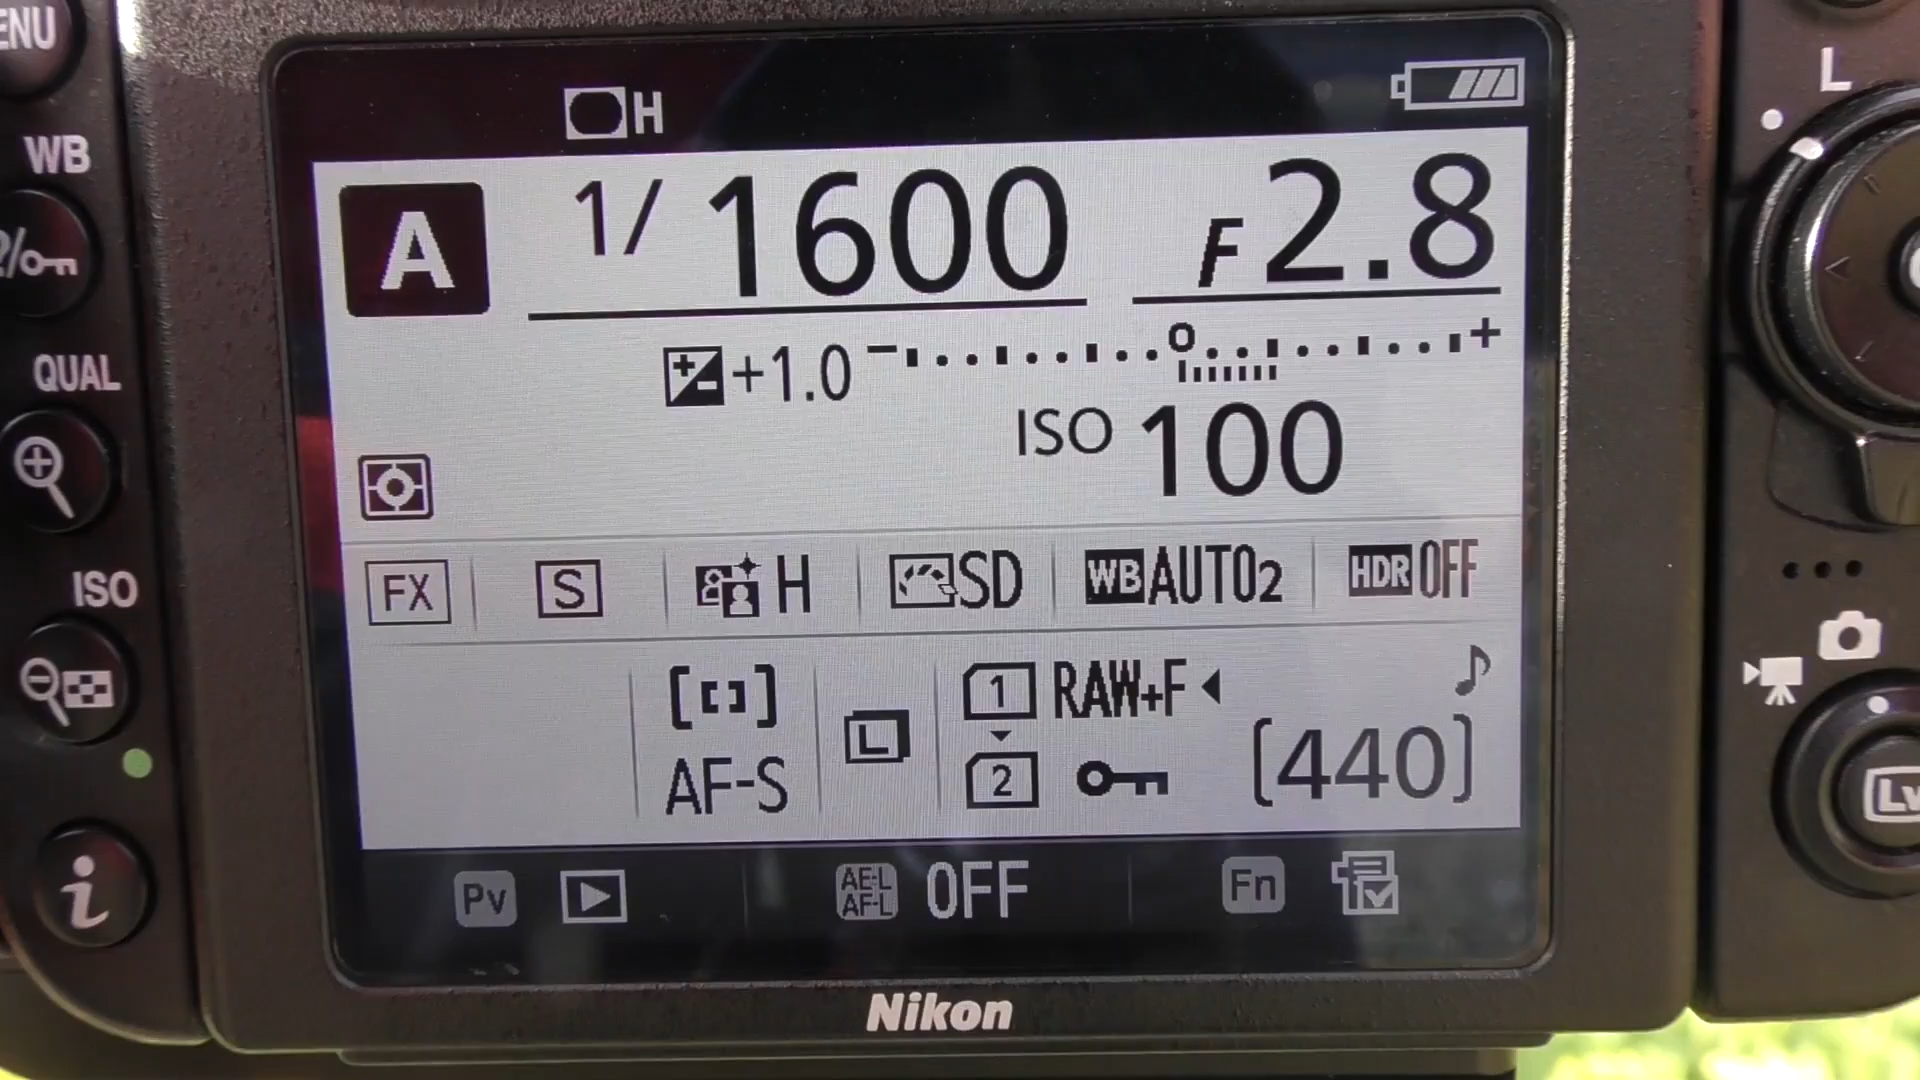 ENU
WB
QUAL
ISO
i
H
A 1/1600 F2.8
+1.0 - 0 +
ISO 100
FX S H SD WB AUTO2 HDR OFF
[ ] 1 RAW+F
AF-S L 2 [440]
Pv AE-L AF-L OFF Fn
Nikon
L
Lv